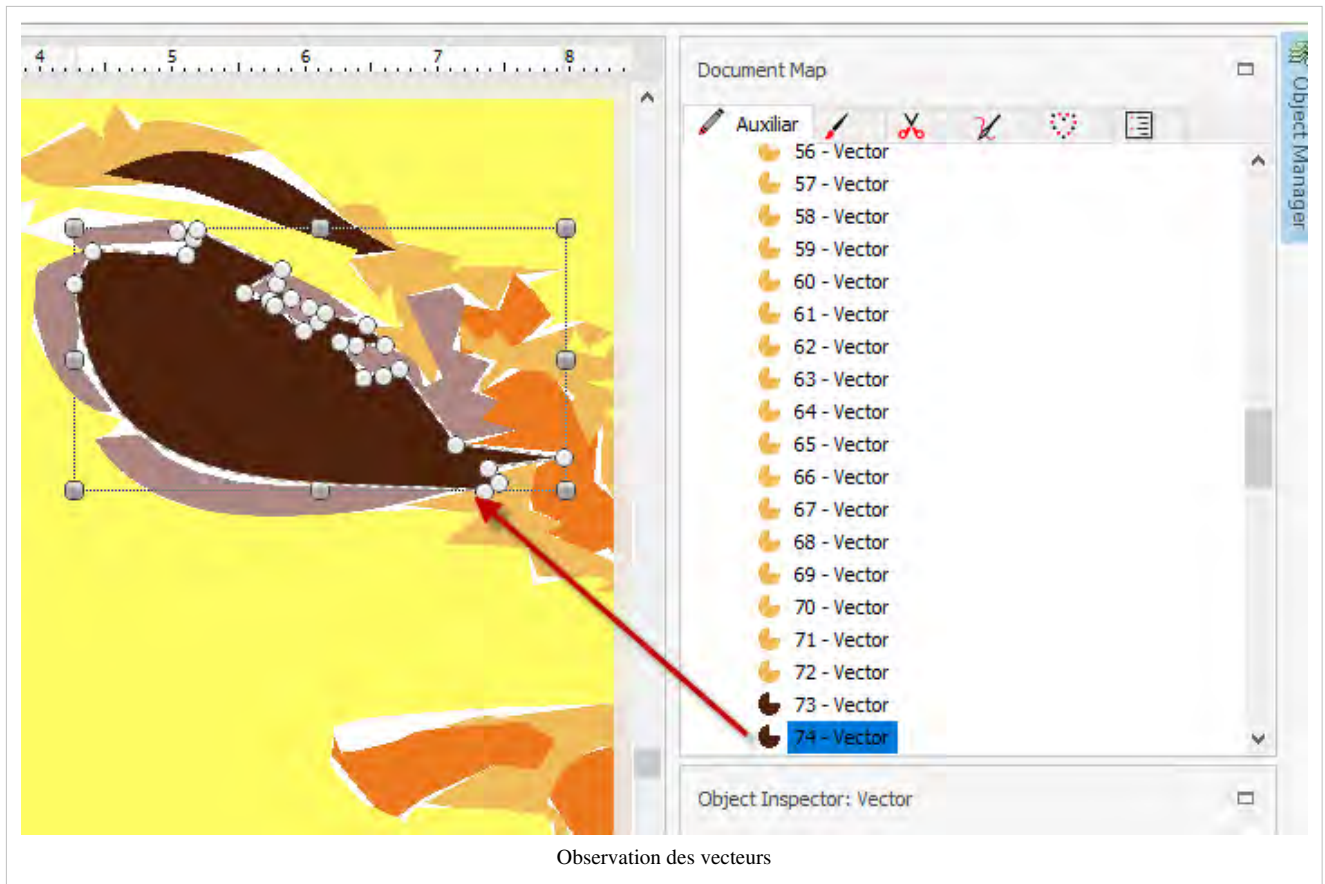 4 5 6 7 8
Document Map
Auxiliar
56 - Vector
57 - Vector
58 - Vector
59 - Vector
60 - Vector
61 - Vector
62 - Vector
63 - Vector
64 - Vector
65 - Vector
66 - Vector
67 - Vector
68 - Vector
69 - Vector
70 - Vector
71 - Vector
72 - Vector
73 - Vector
74 - Vector
Object Manager
Object Inspector: Vector
Observation des vecteurs